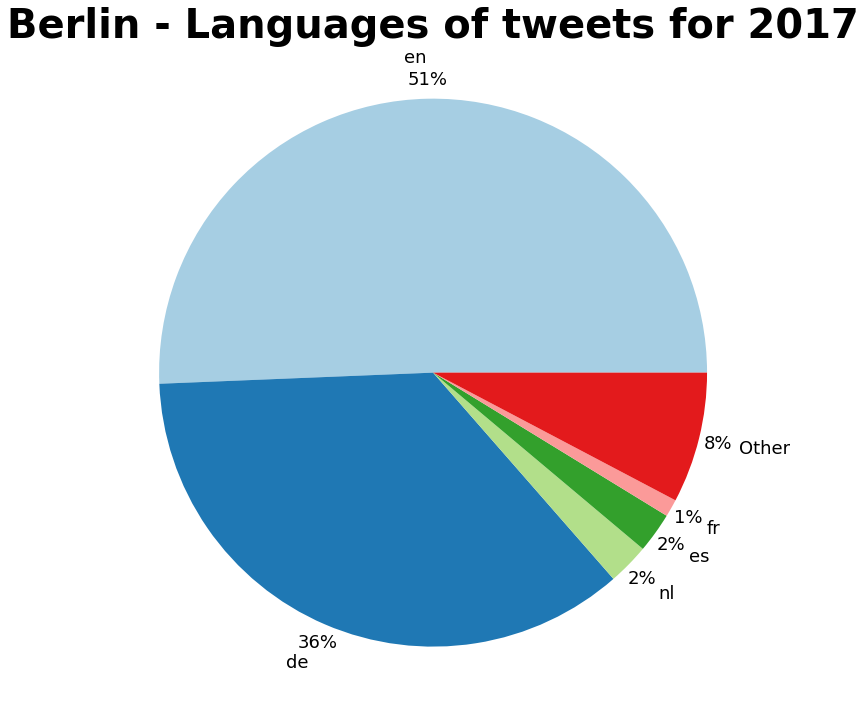 Berlin - Languages of tweets for 2017
en
51%
8% Other
1%
fr
2%
es
2%
nl
36%
de